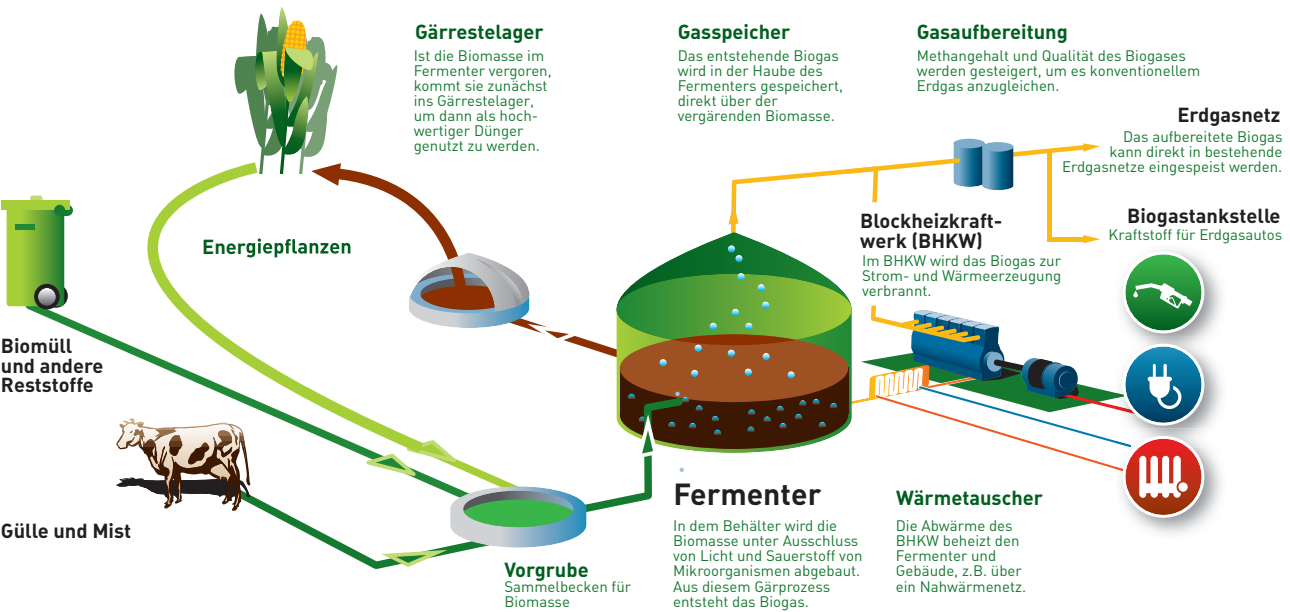 Gärrestelager
Ist die Biomasse im
Fermenter vergoren,
kommt sie zunächst
ins Gärrestelager,
um dann als hoch-
wertiger Dünger
genutzt zu werden.
Gasspeicher
Das entstehende Biogas
wird in der Haube des
Fermenters gespeichert,
direkt über der
vergärenden Biomasse.
Gasaufbereitung
Methangehalt und Qualität des Biogases
werden gesteigert, um es konventionellem
Erdgas anzugleichen.
Erdgasnetz
Das aufbereitete Biogas
kann direkt in bestehende
Erdgasnetze eingespeist werden.
Biogastankstelle
Kraftstoff für Erdgasautos
Blockheizkraft-
werk (BHKW)
Im BHKW wird das Biogas zur
Strom- und Wärmeerzeugung
verbrannt.
Energiepflanzen
Biomüll
und andere
Reststoffe
Gülle und Mist
Vorgrube
Sammelbecken für
Biomasse
Fermenter
In dem Behälter wird die
Biomasse unter Ausschluss
von Licht und Sauerstoff von
Mikroorganismen abgebaut.
Aus diesem Gärprozess
entsteht das Biogas.
Wärmetauscher
Die Abwärme des
BHKW beheizt den
Fermenter und
Gebäude, z.B. über
ein Nahwärmenetz.